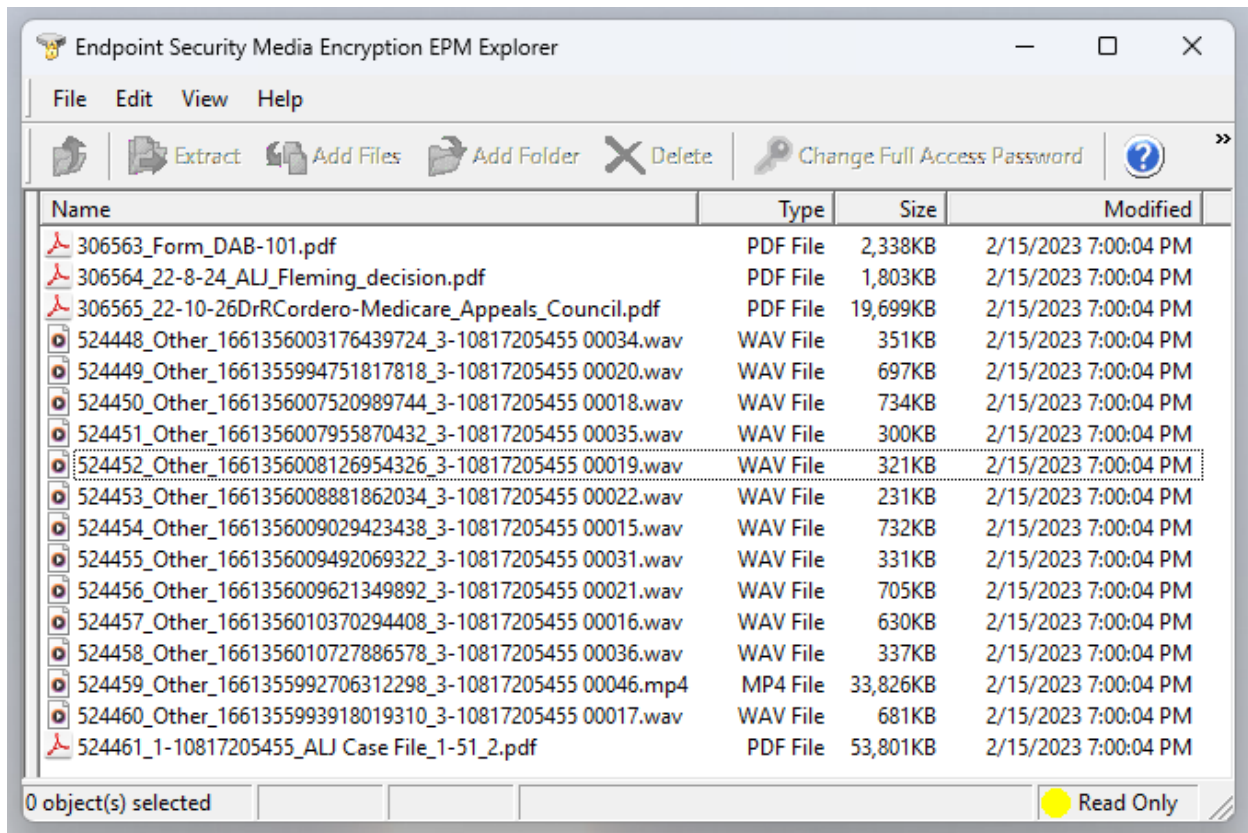 Endpoint Security Media Encryption EPM Explorer
File Edit View Help
Extract Add Files Add Folder Delete Change Full Access Password ? »
Name Type Size Modified
306563_Form_DAB-101.pdf PDF File 2,338KB 2/15/2023 7:00:04 PM
306564_22-8-24_ALJ_Fleming_decision.pdf PDF File 1,803KB 2/15/2023 7:00:04 PM
306565_22-10-26DrRCordero-Medicare_Appeals_Council.pdf PDF File 19,699KB 2/15/2023 7:00:04 PM
524448_Other_1661356003176439724_3-10817205455 00034.wav WAV File 351KB 2/15/2023 7:00:04 PM
524449_Other_1661355994751817818_3-10817205455 00020.wav WAV File 697KB 2/15/2023 7:00:04 PM
524450_Other_1661356007520989744_3-10817205455 00018.wav WAV File 734KB 2/15/2023 7:00:04 PM
524451_Other_1661356007955870432_3-10817205455 00035.wav WAV File 300KB 2/15/2023 7:00:04 PM
524452_Other_1661356008126954326_3-10817205455 00019.wav WAV File 321KB 2/15/2023 7:00:04 PM
524453_Other_1661356008881862034_3-10817205455 00022.wav WAV File 231KB 2/15/2023 7:00:04 PM
524454_Other_1661356009029423438_3-10817205455 00015.wav WAV File 732KB 2/15/2023 7:00:04 PM
524455_Other_1661356009492069322_3-10817205455 00031.wav WAV File 331KB 2/15/2023 7:00:04 PM
524456_Other_1661356009621349892_3-10817205455 00021.wav WAV File 705KB 2/15/2023 7:00:04 PM
524457_Other_1661356010370294408_3-10817205455 00016.wav WAV File 630KB 2/15/2023 7:00:04 PM
524458_Other_1661356010727886578_3-10817205455 00036.wav WAV File 337KB 2/15/2023 7:00:04 PM
524459_Other_1661355992706312298_3-10817205455 00046.mp4 MP4 File 33,826KB 2/15/2023 7:00:04 PM
524460_Other_1661355993918019310_3-10817205455 00017.wav WAV File 681KB 2/15/2023 7:00:04 PM
524461_1-10817205455_ALJ Case File_1-51_2.pdf PDF File 53,801KB 2/15/2023 7:00:04 PM
0 object(s) selected Read Only